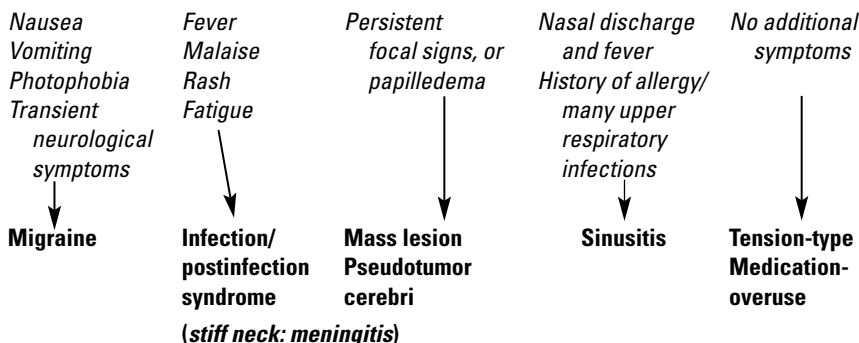 Nausea
Vomiting
Photophobia
Transient
neurological
symptoms
Migraine
Fever
Malaise
Rash
Fatigue
Infection/
postinfection
syndrome
(stiff neck: meningitis)
Persistent
focal signs, or
papilledema
Mass lesion
Pseudotumor
cerebri
Nasal discharge
and fever
History of allergy/
many upper
respiratory
infections
Sinusitis
No additional
symptoms
Tension-type
Medication-
overuse